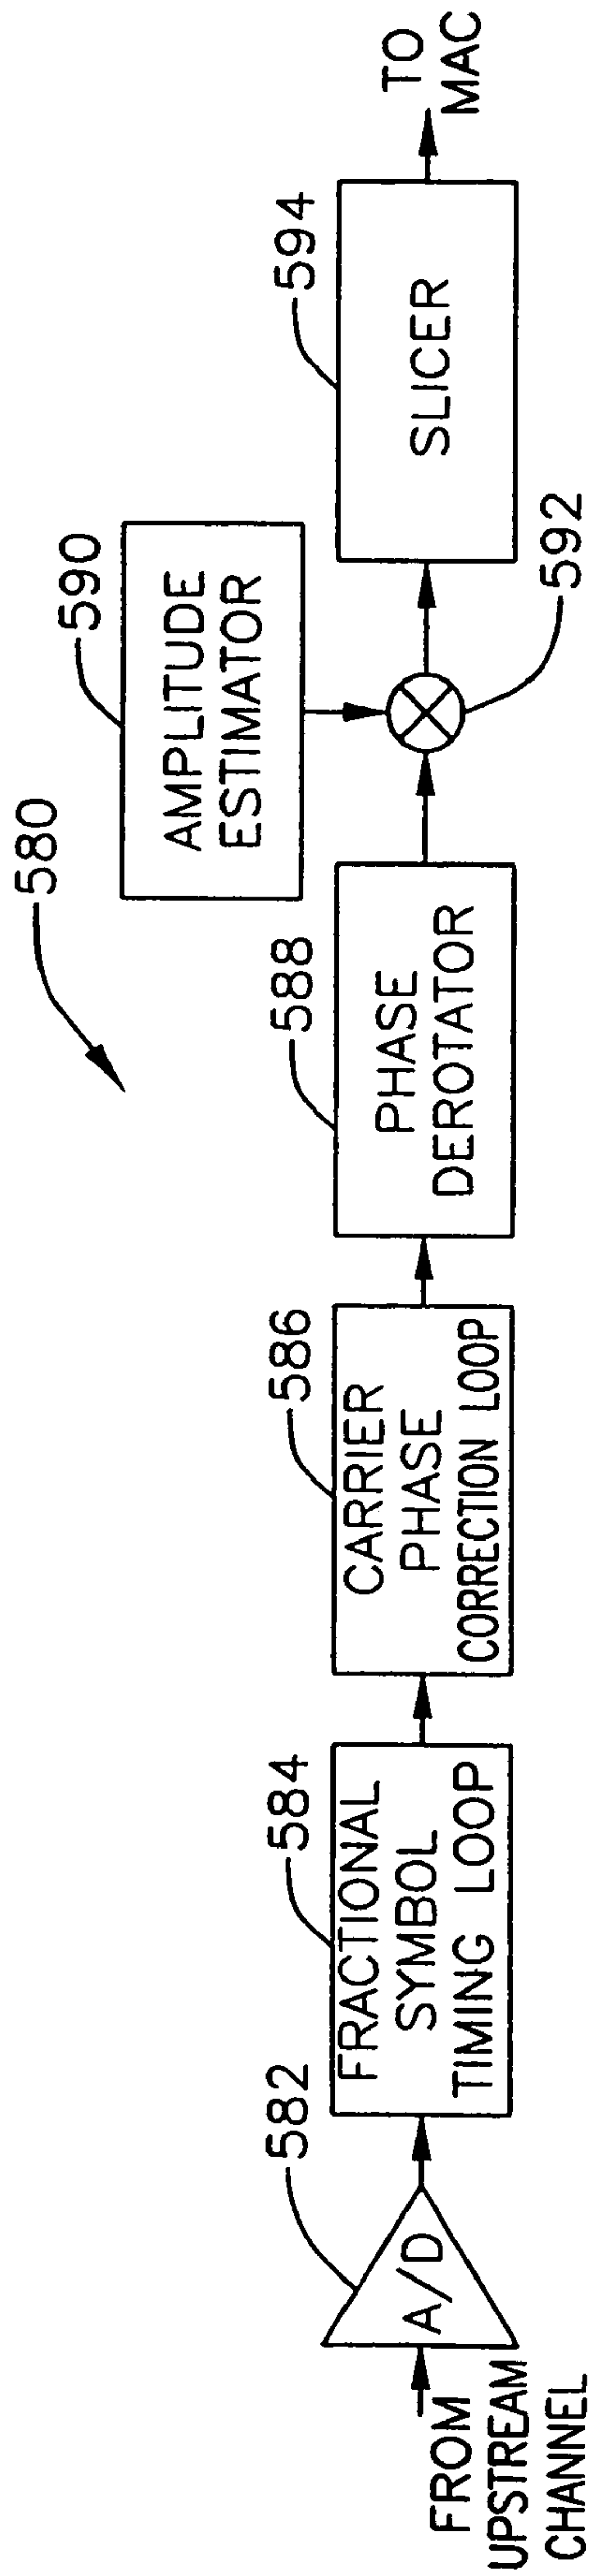 580
FROM
UPSTREAM
CHANNEL
582
A/D
584
FRACTIONAL
SYMBOL
TIMING LOOP
586
CARRIER
PHASE
CORRECTION LOOP
588
PHASE
DEROTATOR
590
AMPLITUDE
ESTIMATOR
592
594
SLICER
TO
MAC